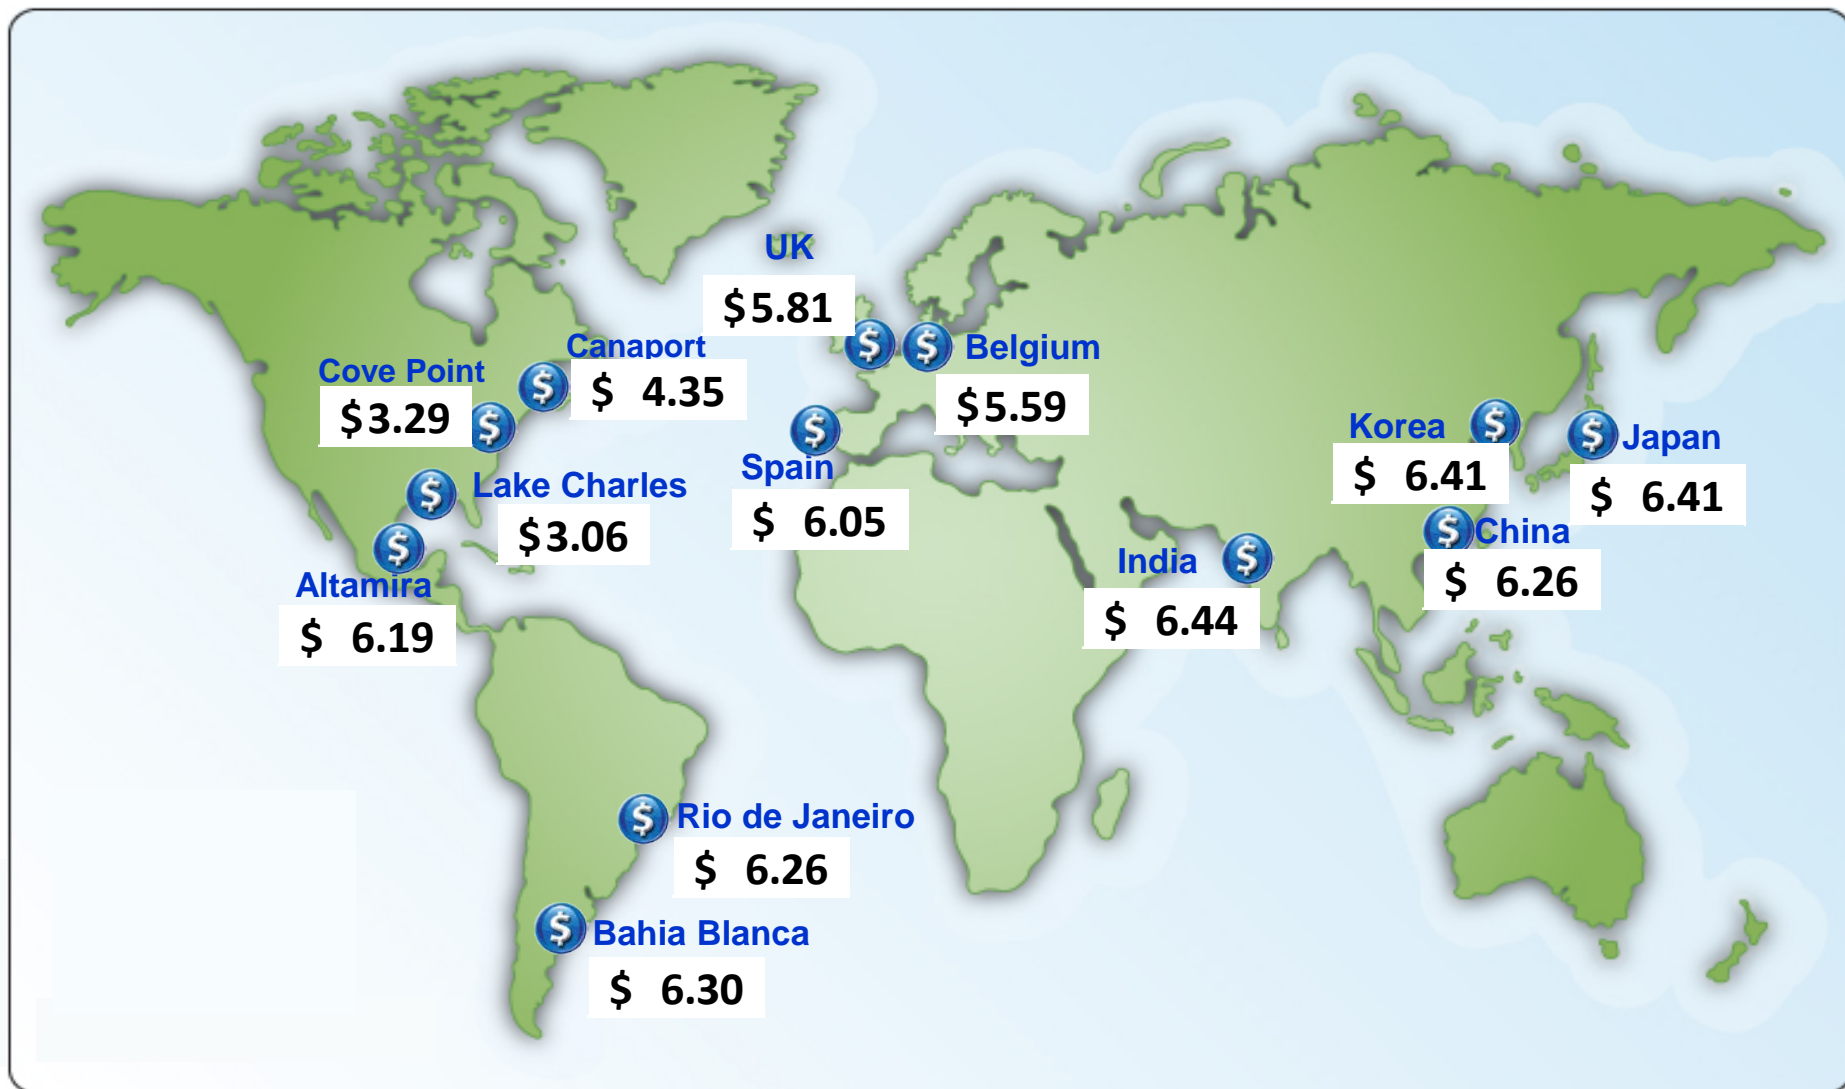 UK
$5.81
Canaport
$ 4.35
Cove Point
$3.29
Belgium
$5.59
Korea
$ 6.41
Japan
$ 6.41
Spain
$ 6.05
Lake Charles
$3.06
China
$ 6.26
India
$ 6.44
Altamira
$ 6.19
Rio de Janeiro
$ 6.26
Bahia Blanca
$ 6.30